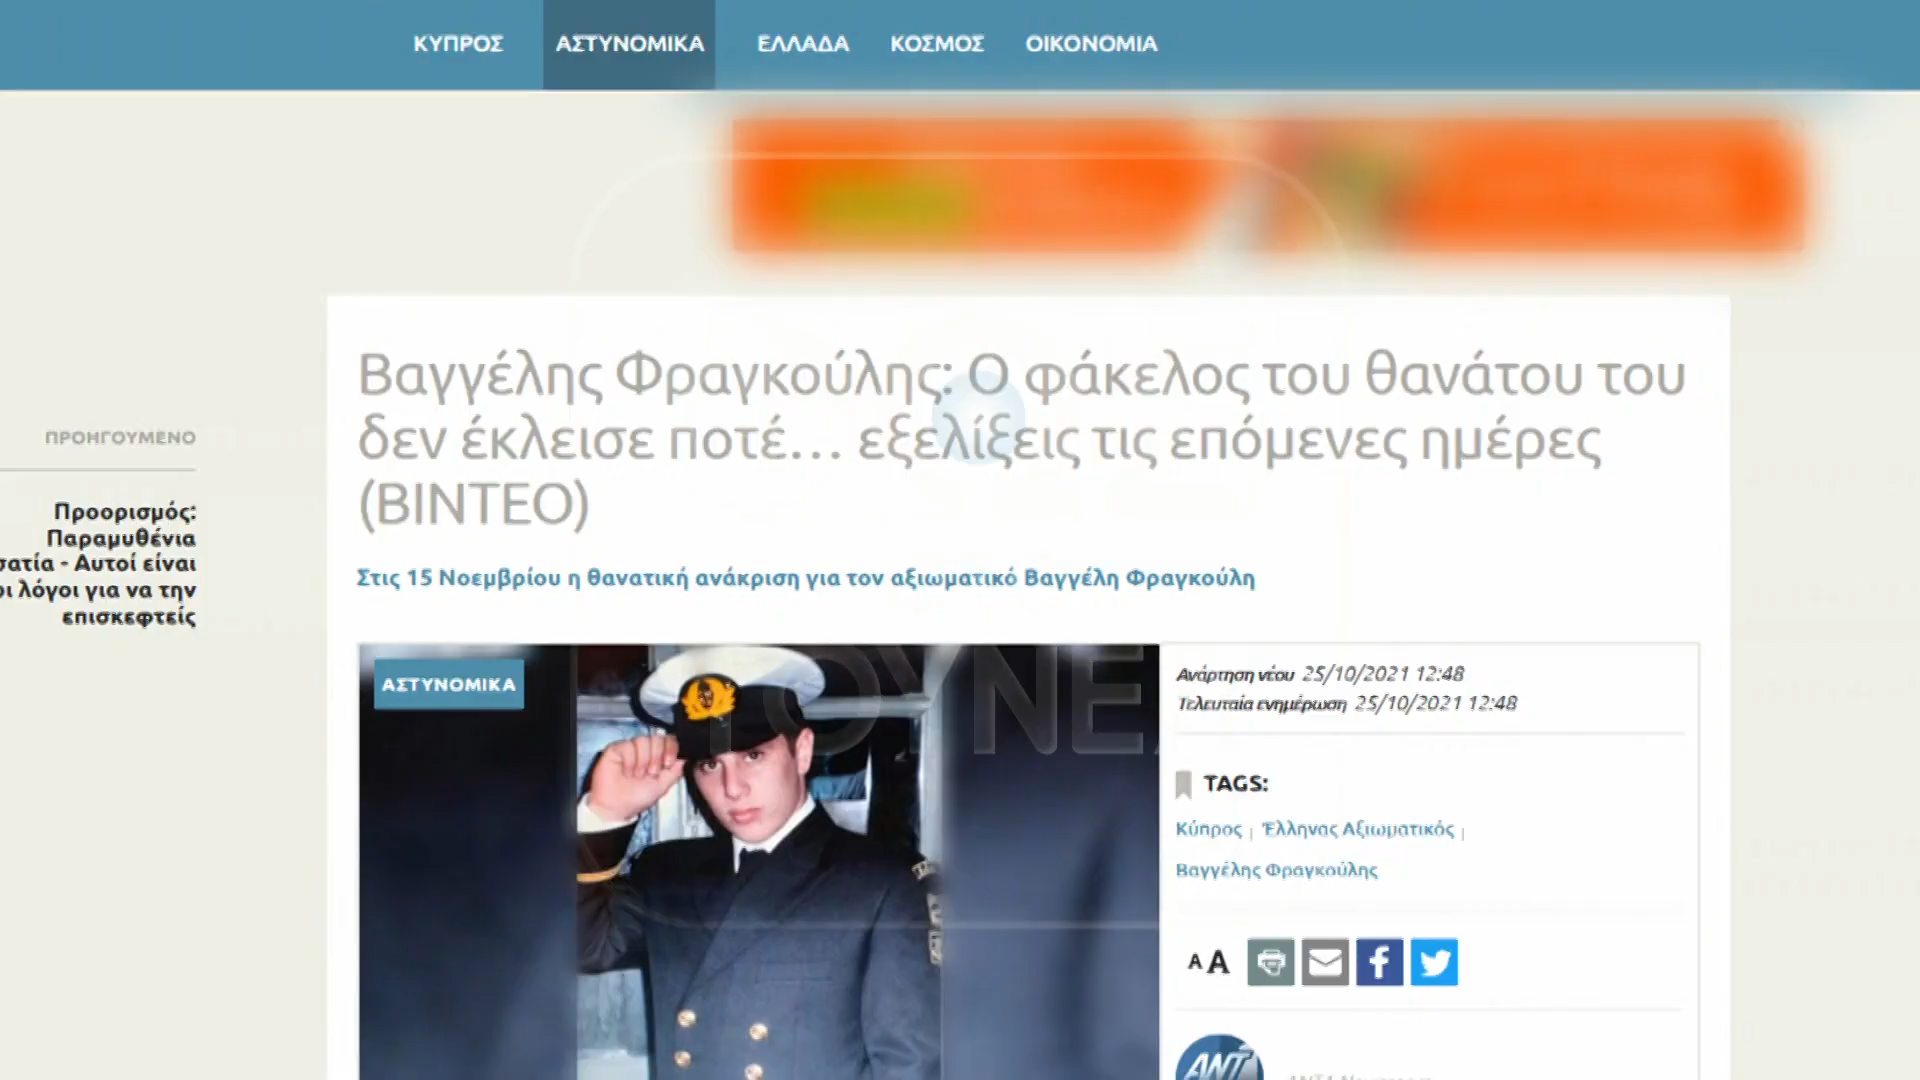 ΚΥΠΡΟΣ ΑΣΤΥΝΟΜΙΚΑ ΕΛΛΑΔΑ ΚΟΣΜΟΣ ΟΙΚΟΝΟΜΙΑ
Βαγγέλης Φραγκούλης: Ο φάκελος του θανάτου του
δεν έκλεισε ποτέ… εξελίξεις τις επόμενες ημέρες
(ΒΙΝΤΕΟ)
Στις 15 Νοεμβρίου η θανατική ανάκριση για τον αξιωματικό Βαγγέλη Φραγκούλη
ΠΡΟΗΓΟΥΜΕΝΟ
Προορισμός:
Παραμυθένια
- Αυτοί είναι
λόγοι για να την
επισκεφτείς
ΑΣΤΥΝΟΜΙΚΑ
Ανάρτηση νέου 25/10/2021 12:48
Τελευταία ενημέρωση 25/10/2021 12:48
TAGS:
Κύπρος | Έλληνας Αξιωματικός |
Βαγγέλης Φραγκούλης
A A
ANT1